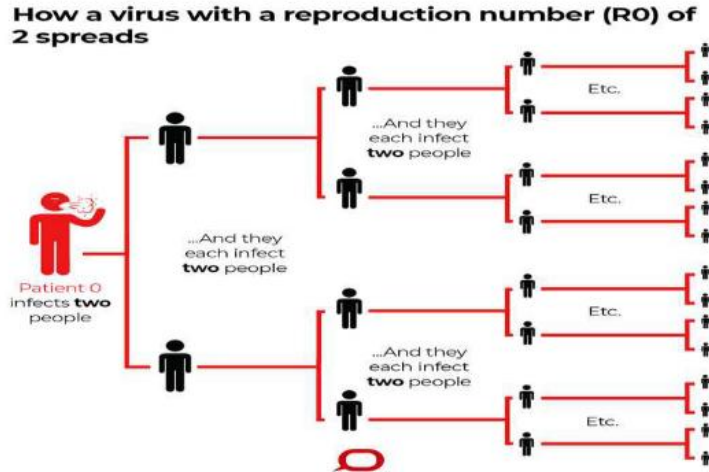 How a virus with a reproduction number (R0) of
2 spreads
Patient 0
infects two
people
...And they
each infect
two people
...And they
each infect
two people
...And they
each infect
two people
Etc.
Etc.
Etc.
Etc.